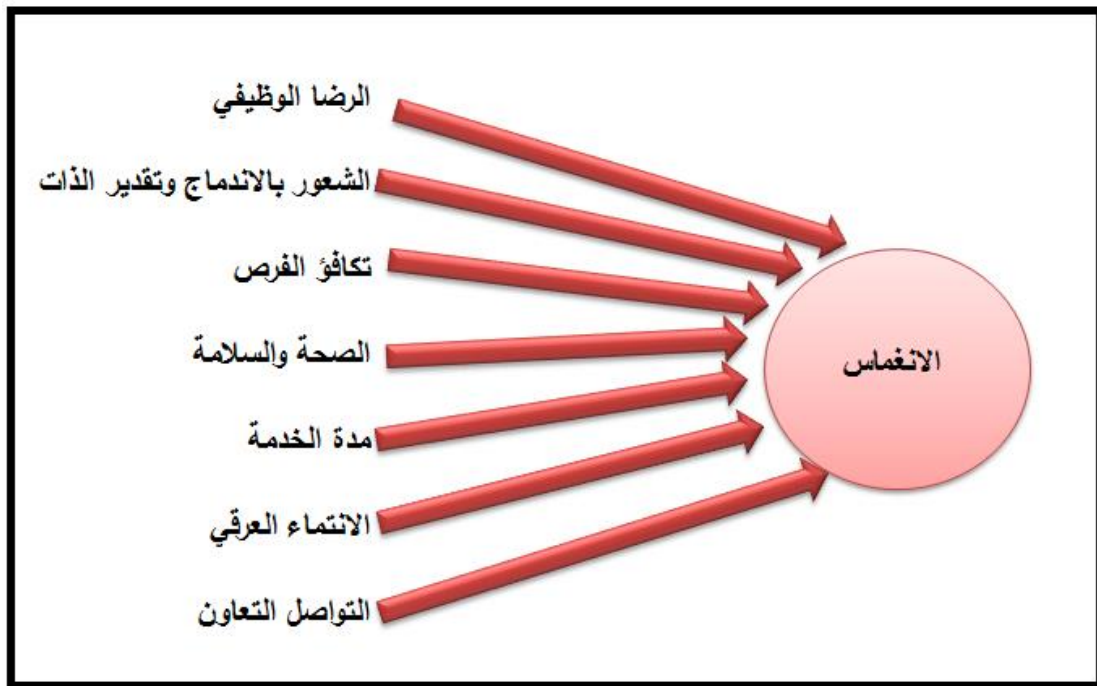 الرضا الوظيفي
الشعور بالاندماج وتقدير الذات
تكافؤ الفرص
الصحة والسلامة
مدة الخدمة
الانتماء العرقي
التواصل التعاون
الانغماس